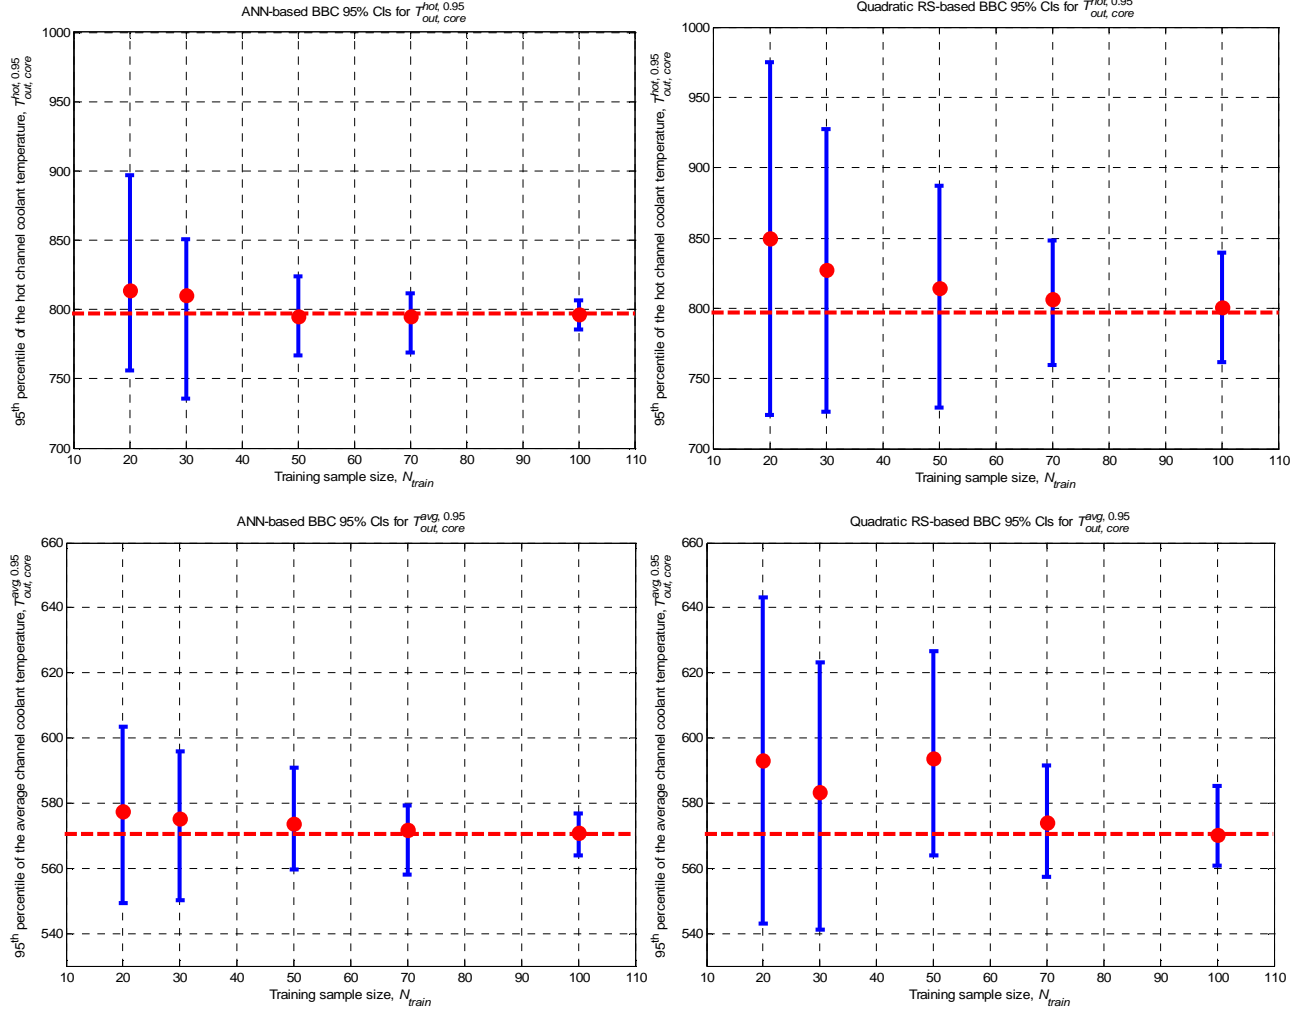 ANN-based BBC 95% CIs for T^{hot, 0.95}_{out, core}
95^{th} percentile of the hot channel coolant temperature, T^{hot, 0.95}_{out, core}
1000
950
900
850
800
750
700
10 20 30 40 50 60 70 80 90 100 110
Training sample size, N_{train}
Quadratic RS-based BBC 95% CIs for T^{hot, 0.95}_{out, core}
95^{th} percentile of the hot channel coolant temperature, T^{hot, 0.95}_{out, core}
1000
950
900
850
800
750
700
10 20 30 40 50 60 70 80 90 100 110
Training sample size, N_{train}
ANN-based BBC 95% CIs for T^{avg, 0.95}_{out, core}
95^{th} percentile of the average channel coolant temperature, T^{avg, 0.95}_{out, core}
660
640
620
600
580
560
540
10 20 30 40 50 60 70 80 90 100 110
Training sample size, N_{train}
Quadratic RS-based BBC 95% CIs for T^{avg, 0.95}_{out, core}
95^{th} percentile of the average channel coolant temperature, T^{avg, 0.95}_{out, core}
660
640
620
600
580
560
540
10 20 30 40 50 60 70 80 90 100 110
Training sample size, N_{train}